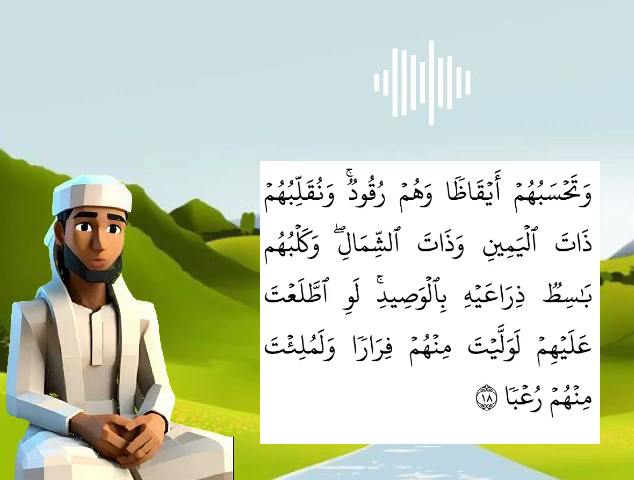 وَتَحۡسَبُهُمۡ أَيۡقَاظٗا وَهُمۡ رُقُودٞۚ وَنُقَلِّبُهُمۡ
ذَاتَ ٱلۡيَمِينِ وَذَاتَ ٱلشِّمَالِۖ وَكَلۡبُهُم
بَٰسِطٞ ذِرَاعَيۡهِ بِٱلۡوَصِيدِۚ لَوِ ٱطَّلَعۡتَ
عَلَيۡهِمۡ لَوَلَّيۡتَ مِنۡهُمۡ فِرَارٗا وَلَمُلِئۡتَ
مِنۡهُمۡ رُعۡبٗا ١٨